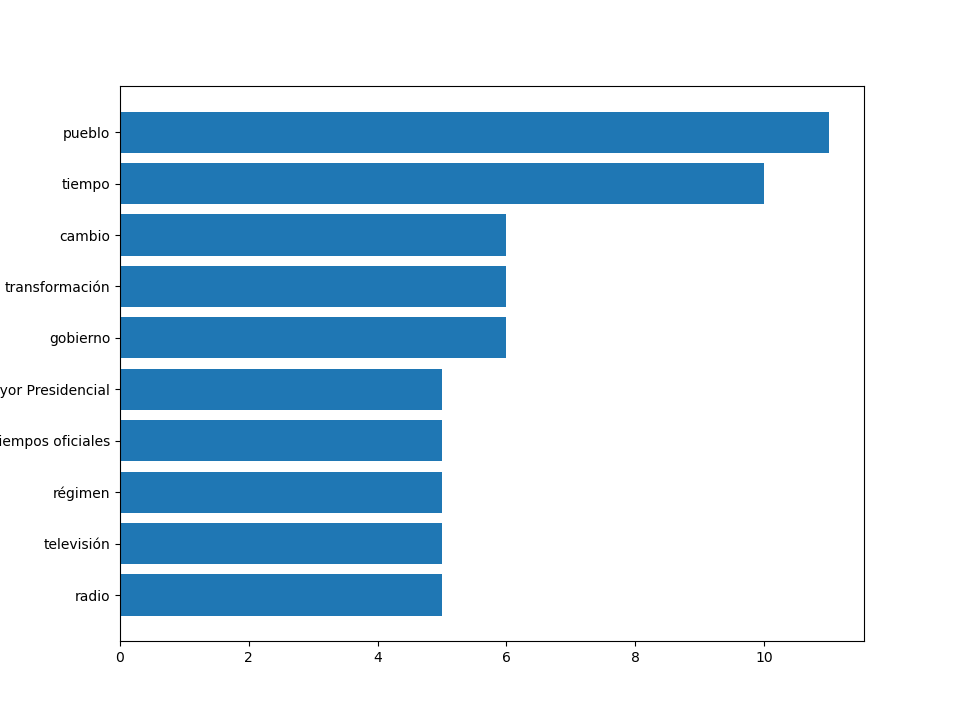 pueblo
tiempo
cambio
transformación
gobierno
yor Presidencial
iempos oficiales
régimen
televisión
radio
0 2 4 6 8 10